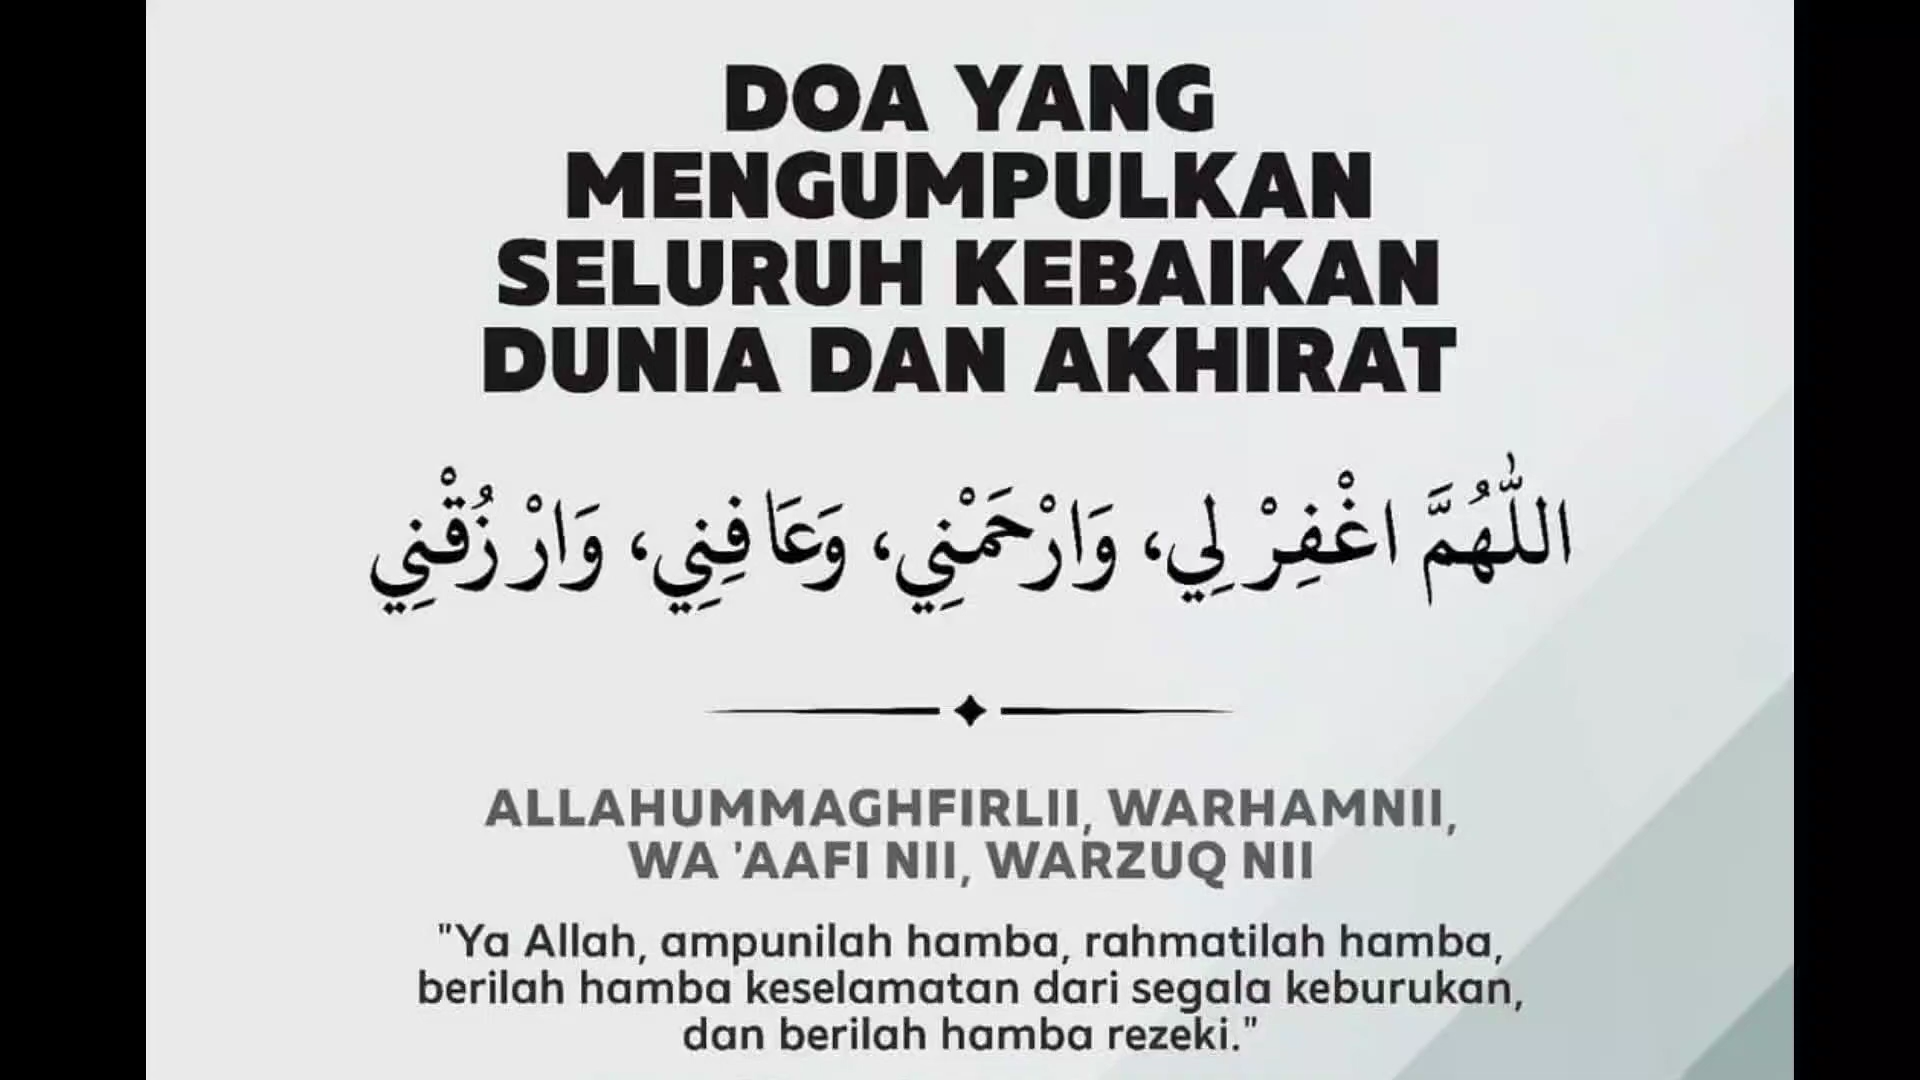 DOA YANG
MENGUMPULKAN
SELURUH KEBAIKAN
DUNIA DAN AKHIRAT
اللّٰهُمَّ اغْفِرْ لِي، وَارْحَمْنِي، وَعَافِنِي، وَارْزُقْنِي
ALLAHUMMAGHFIRLII, WARHAMNII,
WA 'AAFI NII, WARZUQ NII
"Ya Allah, ampunilah hamba, rahmatilah hamba,
berilah hamba keselamatan dari segala keburukan,
dan berilah hamba rezeki."